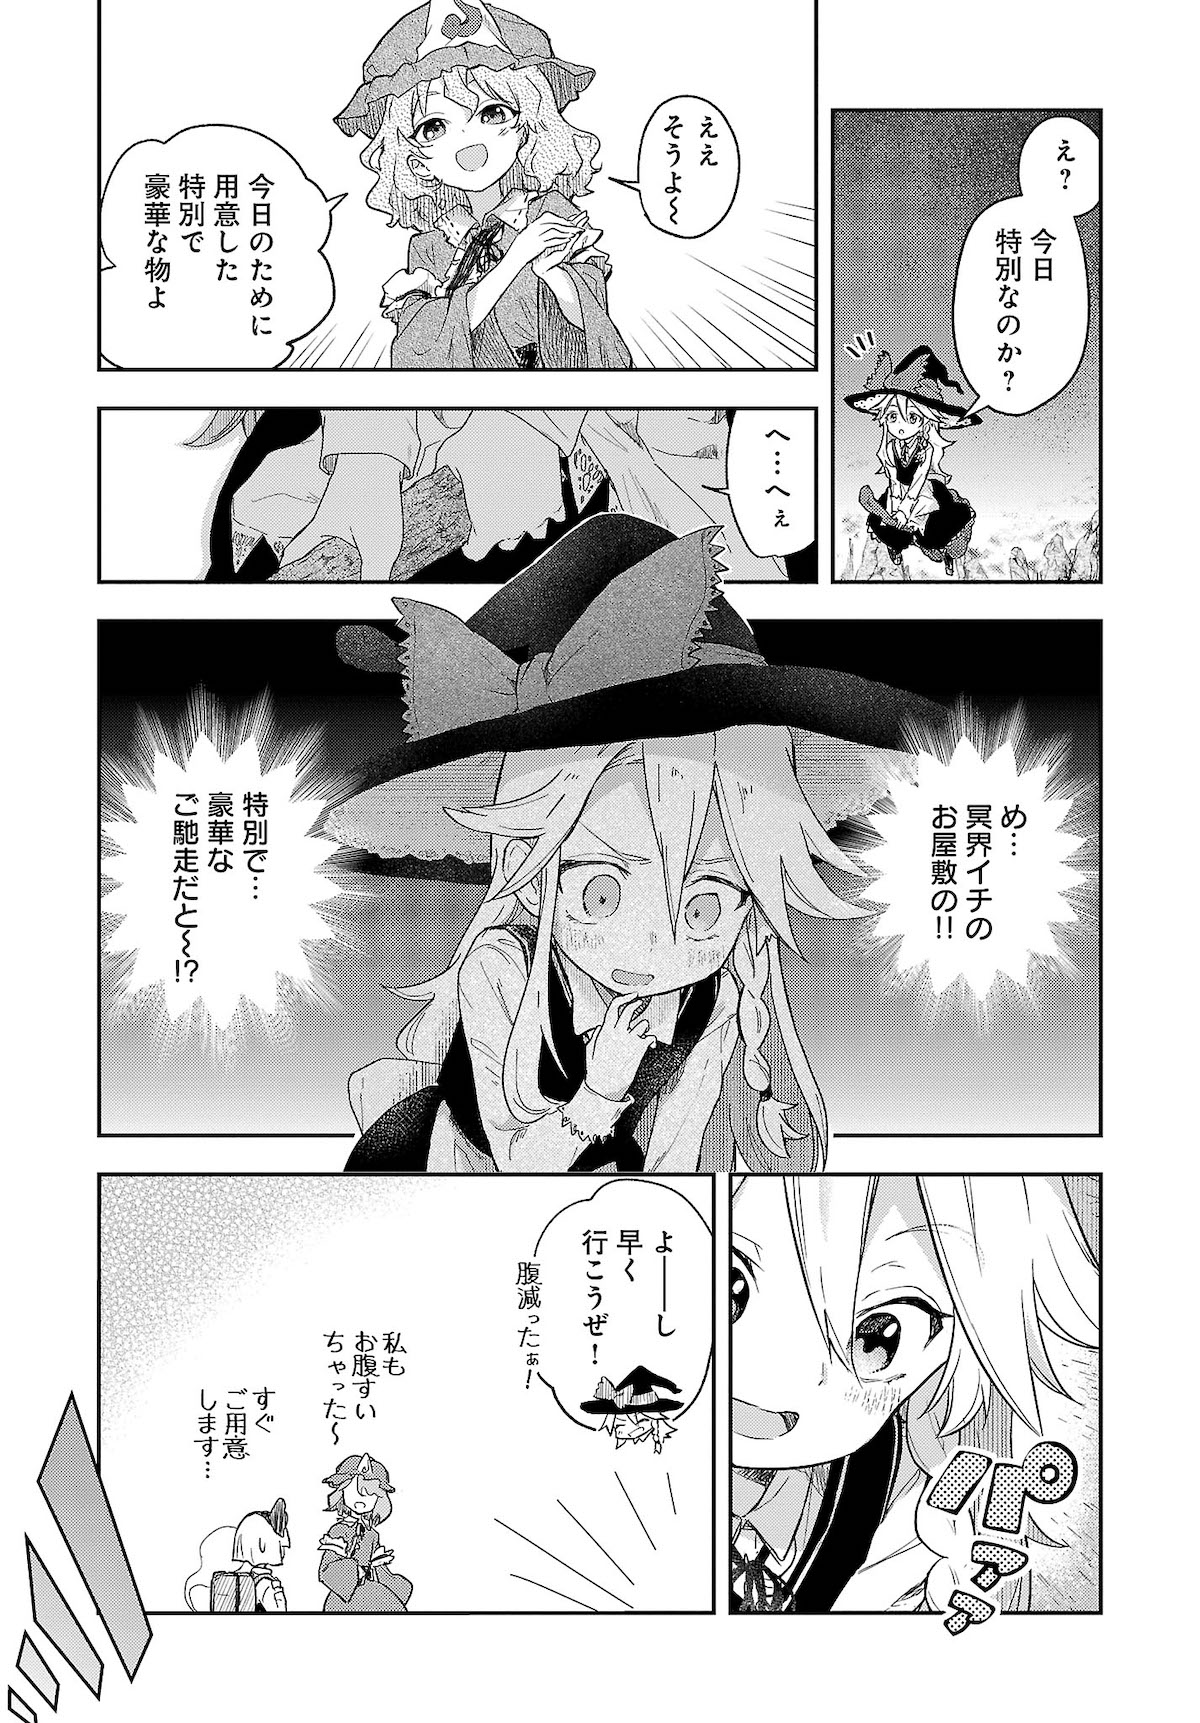 え？
今日
特別なのか？
ええ
そうよ〜
今日のために
用意した
特別で
豪華な物よ
へ…へぇ
め…
冥界イチの
お屋敷の!!
特別で…
豪華な
ご馳走だと〜!?
パァァァ
よーし
早く
行こうぜ！
腹減ったぁ！
私も
お腹すい
ちゃった〜
すぐ
ご用意
します…